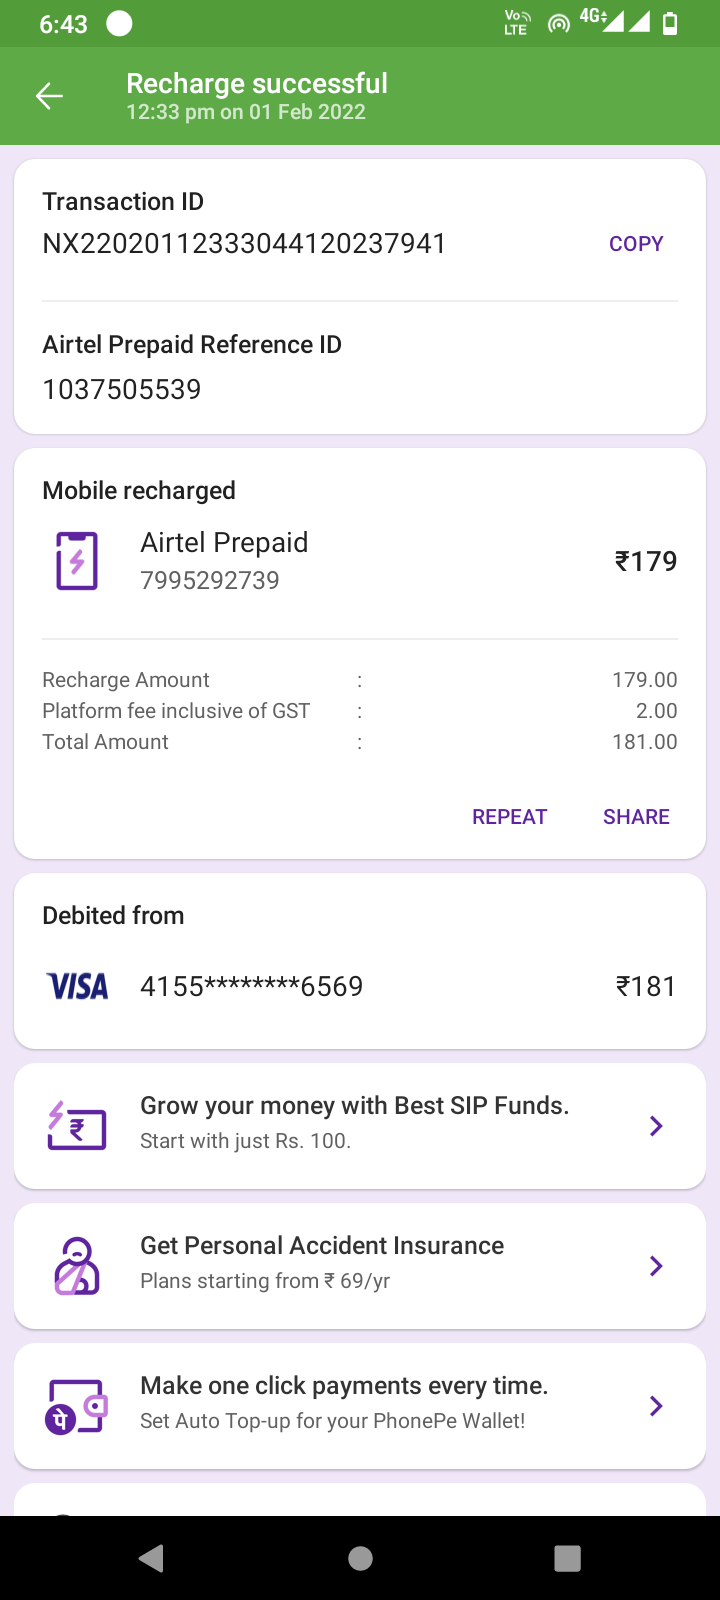 6:43
Vo
LTE
4G
Recharge successful
12:33 pm on 01 Feb 2022
Transaction ID
NX22020112333044120237941
COPY
Airtel Prepaid Reference ID
1037505539
Mobile recharged
Airtel Prepaid
7995292739
₹179
Recharge Amount : 179.00
Platform fee inclusive of GST : 2.00
Total Amount : 181.00
REPEAT SHARE
Debited from
VISA 4155********6569 ₹181
Grow your money with Best SIP Funds.
₹
Start with just Rs. 100.
Get Personal Accident Insurance
Plans starting from ₹ 69/yr
Make one click payments every time.
पे
Set Auto Top-up for your PhonePe Wallet!